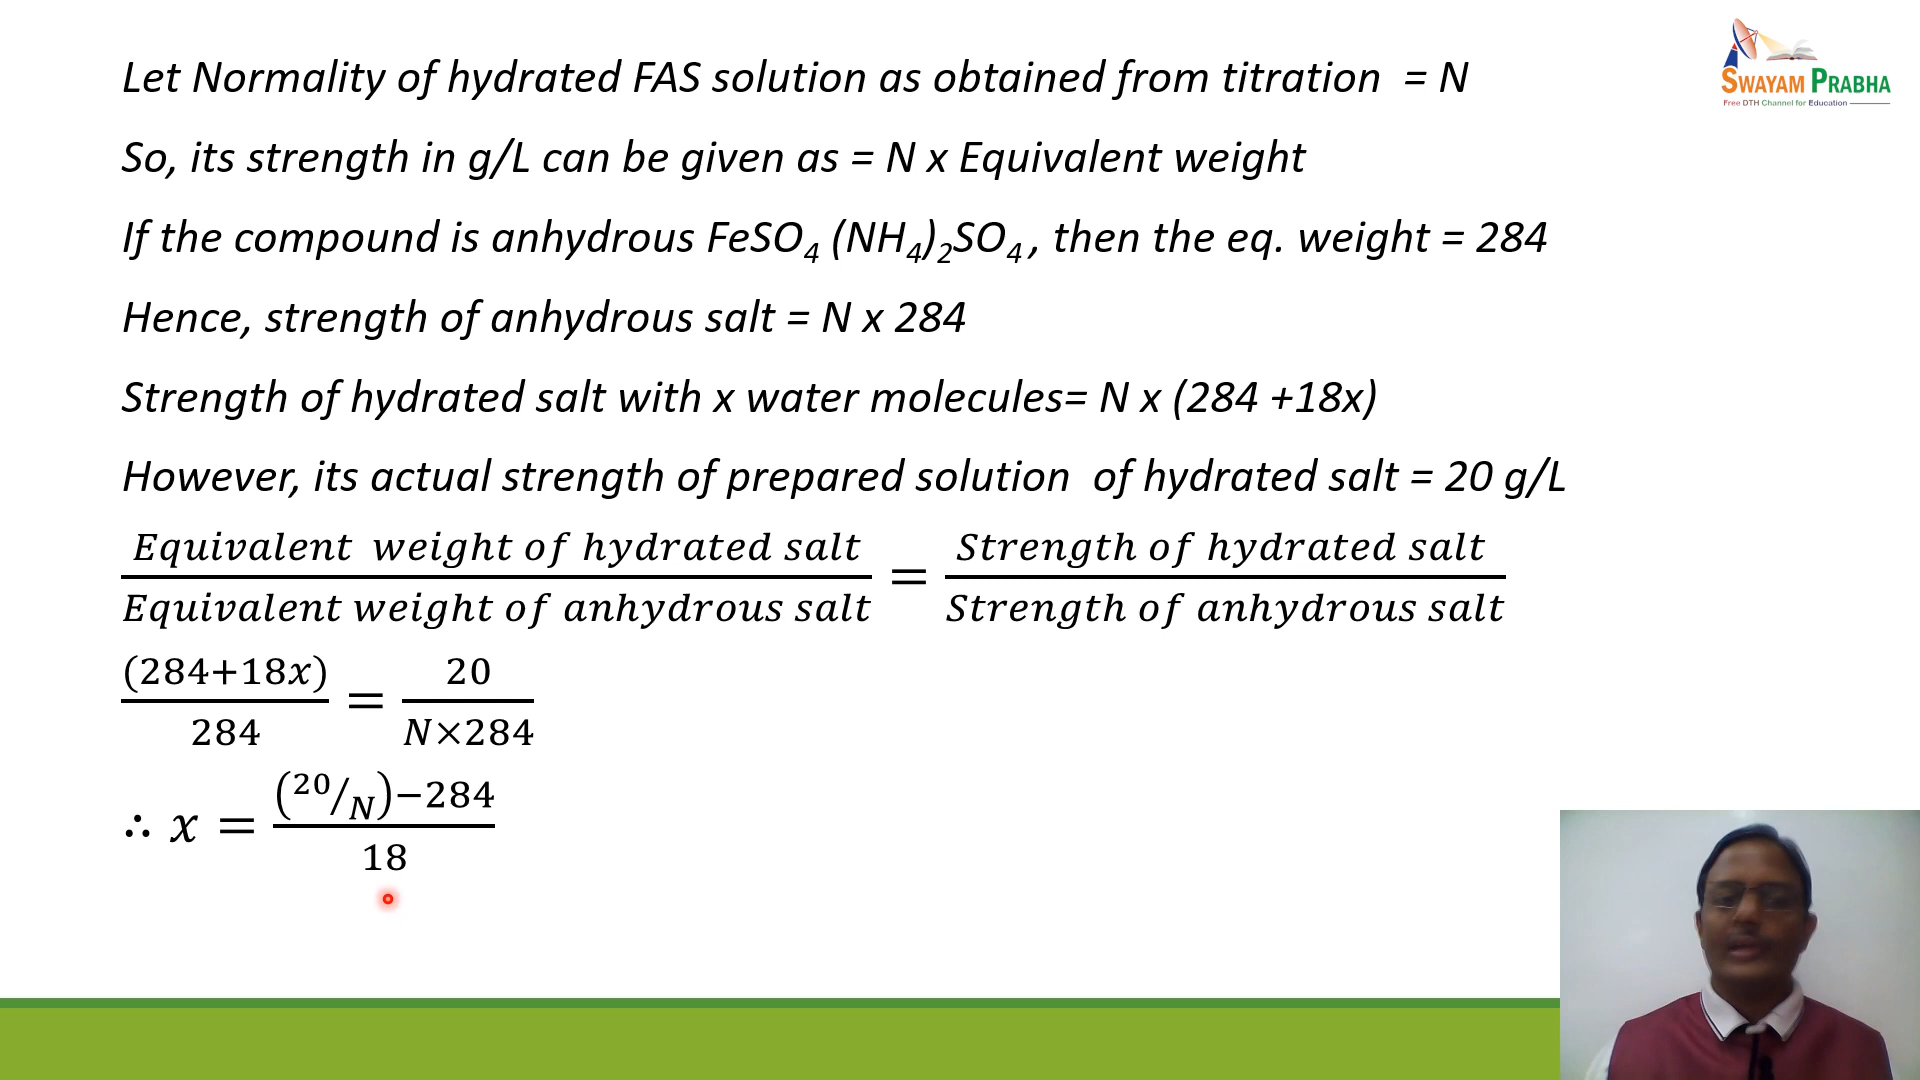 SWAYAM PRABHA
Free DTH Channel for Education
Let Normality of hydrated FAS solution as obtained from titration = N
So, its strength in g/L can be given as = N x Equivalent weight
If the compound is anhydrous FeSO₄ (NH₄)₂SO₄ , then the eq. weight = 284
Hence, strength of anhydrous salt = N x 284
Strength of hydrated salt with x water molecules= N x (284 +18x)
However, its actual strength of prepared solution of hydrated salt = 20 g/L
Equivalent weight of hydrated salt / Equivalent weight of anhydrous salt = Strength of hydrated salt / Strength of anhydrous salt
(284+18x) / 284 = 20 / N×284
∴ x = (20/N)−284 / 18